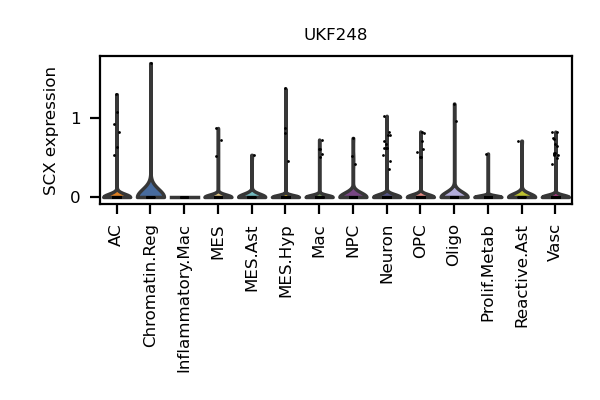 UKF248
SCX expression
1
0
AC
Chromatin.Reg
Inflammatory.Mac
MES
MES.Ast
MES.Hyp
Mac
NPC
Neuron
OPC
Oligo
Prolif.Metab
Reactive.Ast
Vasc